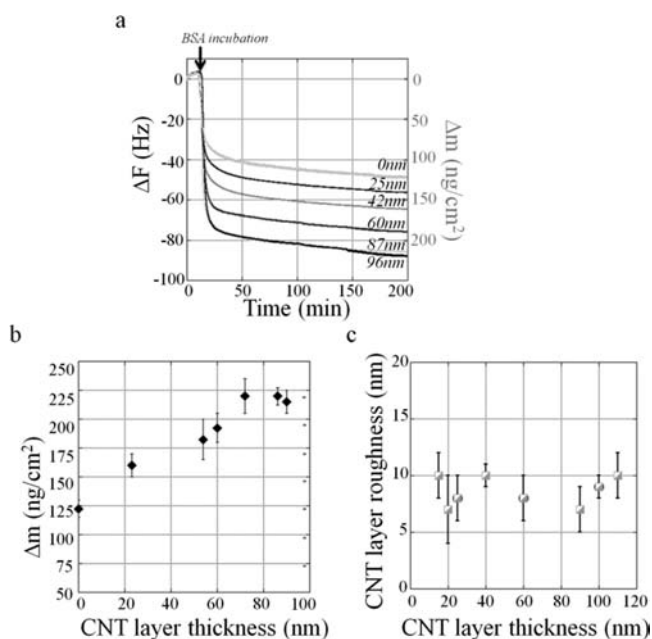 a
BSA incubation
0
-20
-40
-60
-80
-100
ΔF (Hz)
0
50
100
150
200
Δm (ng/cm²)
0nm
25nm
42nm
60nm
87nm
96nm
0
50
100
150
200
Time (min)
b
250
225
200
175
150
125
100
75
50
Δm (ng/cm²)
0
20
40
60
80
100
CNT layer thickness (nm)
c
20
15
10
5
0
CNT layer roughness (nm)
0
20
40
60
80
100
120
CNT layer thickness (nm)